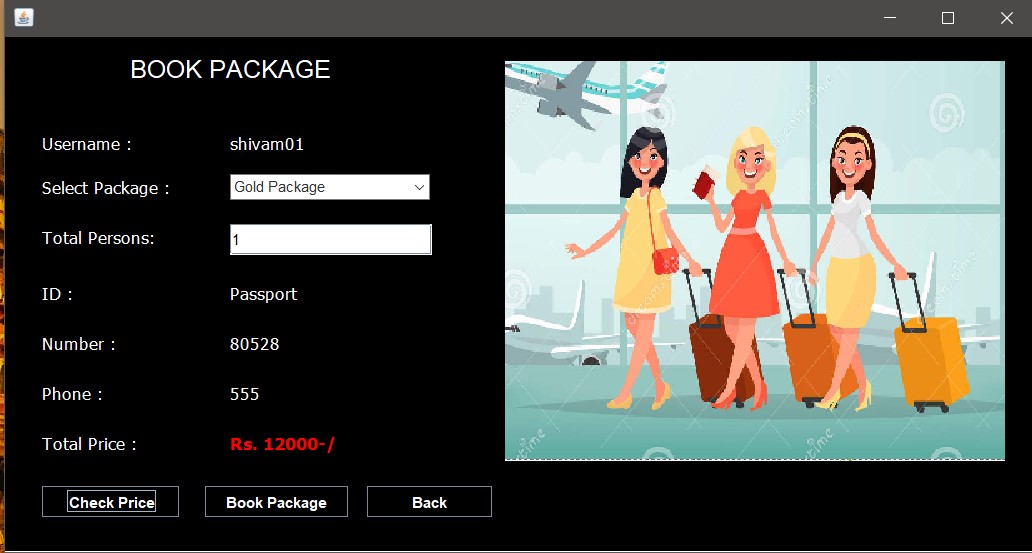 BOOK PACKAGE
Username : shivam01
Select Package : Gold Package
Total Persons: 1
ID : Passport
Number : 80528
Phone : 555
Total Price : Rs. 12000-/
Check Price Book Package Back